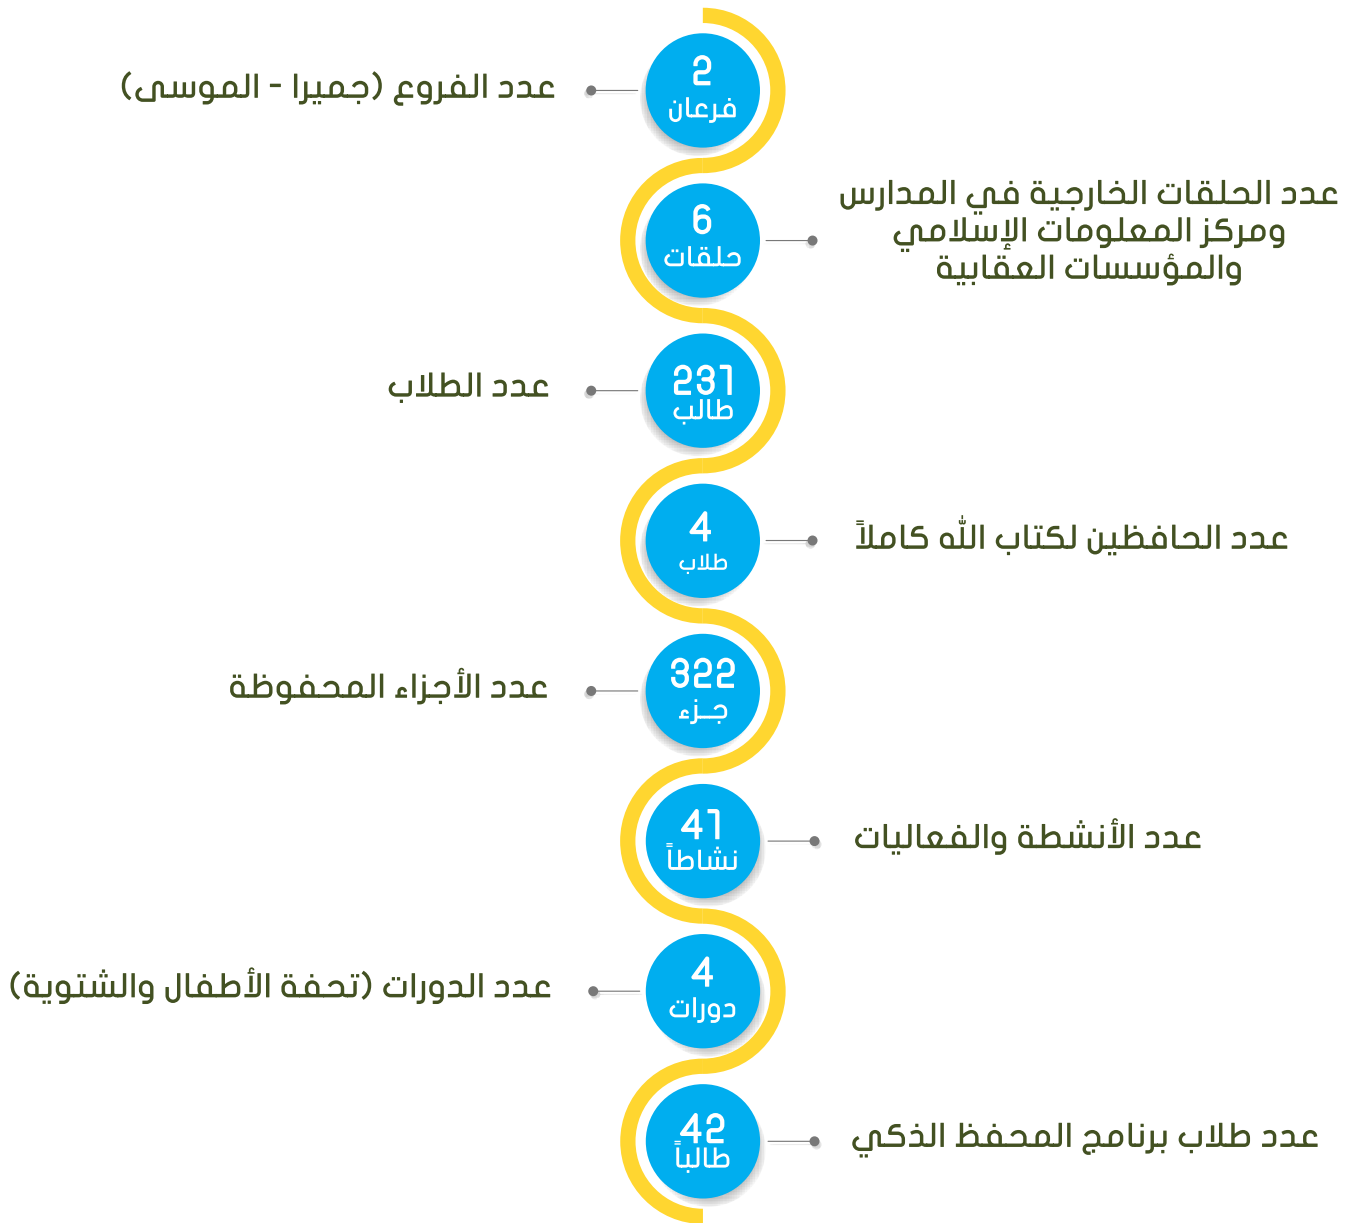 2
فرعان
عدد الفروع (جميرا - الموسى)
6
حلقات
عدد الحلقات الخارجية في المدارس
ومركز المعلومات الإسلامي
والمؤسسات العقابية
231
طالب
عدد الطلاب
4
طلاب
عدد الحافظين لكتاب الله كاملاً
322
جـزء
عدد الأجزاء المحفوظة
41
نشاطاً
عدد الأنشطة والفعاليات
4
دورات
عدد الدورات (تحفة الأطفال والشتوية)
42
طالباً
عدد طلاب برنامج المحفظ الذكي